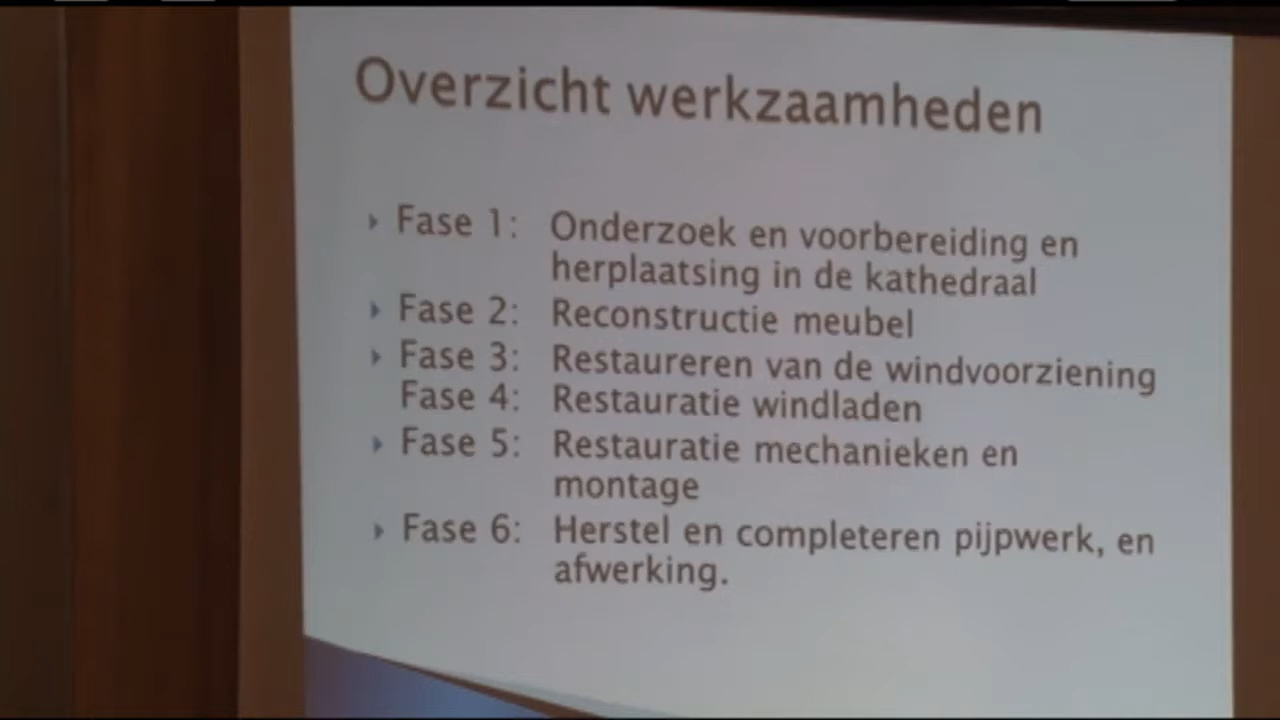 Overzicht werkzaamheden
Fase 1: Onderzoek en voorbereiding en
herplaatsing in de kathedraal
Fase 2: Reconstructie meubel
Fase 3: Restaureren van de windvoorziening
Fase 4: Restauratie windladen
Fase 5: Restauratie mechanieken en
montage
Fase 6: Herstel en completeren pijpwerk, en
afwerking.